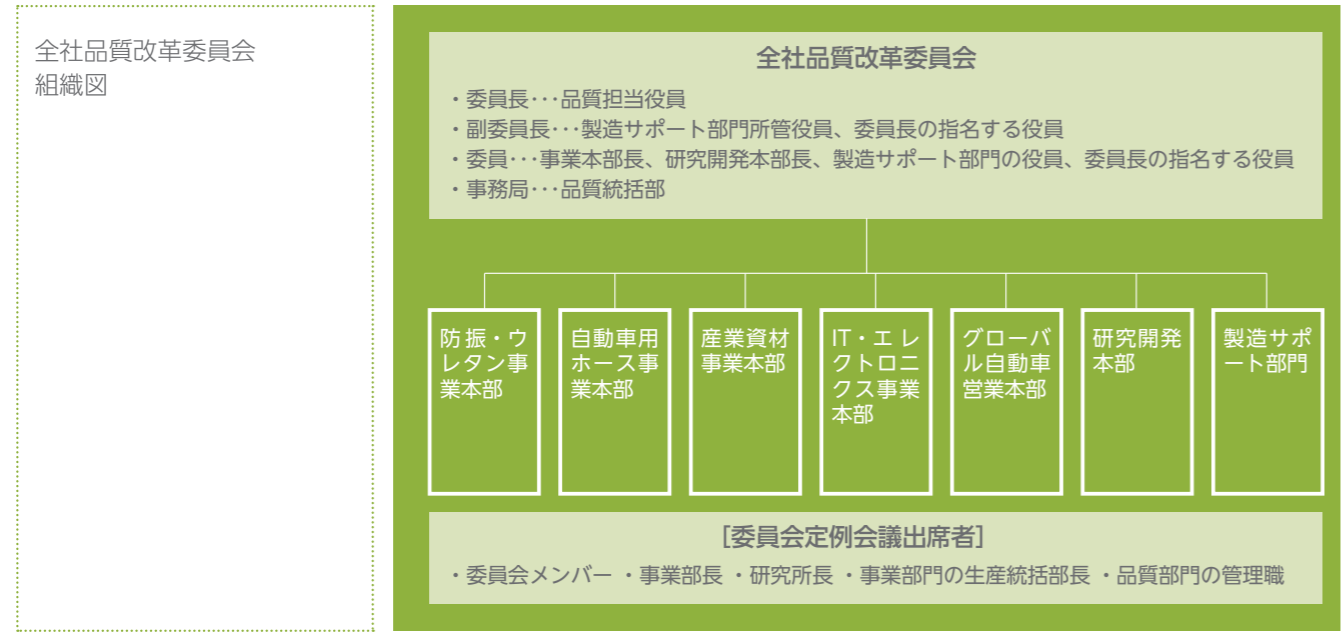 全社品質改革委員会
組織図
全社品質改革委員会
・委員長･･･品質担当役員
・副委員長･･･製造サポート部門所管役員、委員長の指名する役員
・委員･･･事業本部長、研究開発本部長、製造サポート部門の役員、委員長の指名する役員
・事務局･･･品質統括部
防振・ウ
レタン事
業本部
自動車用
ホース事
業本部
産業資材
事業本部
IT・エレ
クトロニ
クス事業
本部
グローバ
ル自動車
営業本部
研究開発
本部
製造サポ
ート部門
［委員会定例会議出席者］
・委員会メンバー ・事業部長 ・研究所長 ・事業部門の生産統括部長 ・品質部門の管理職